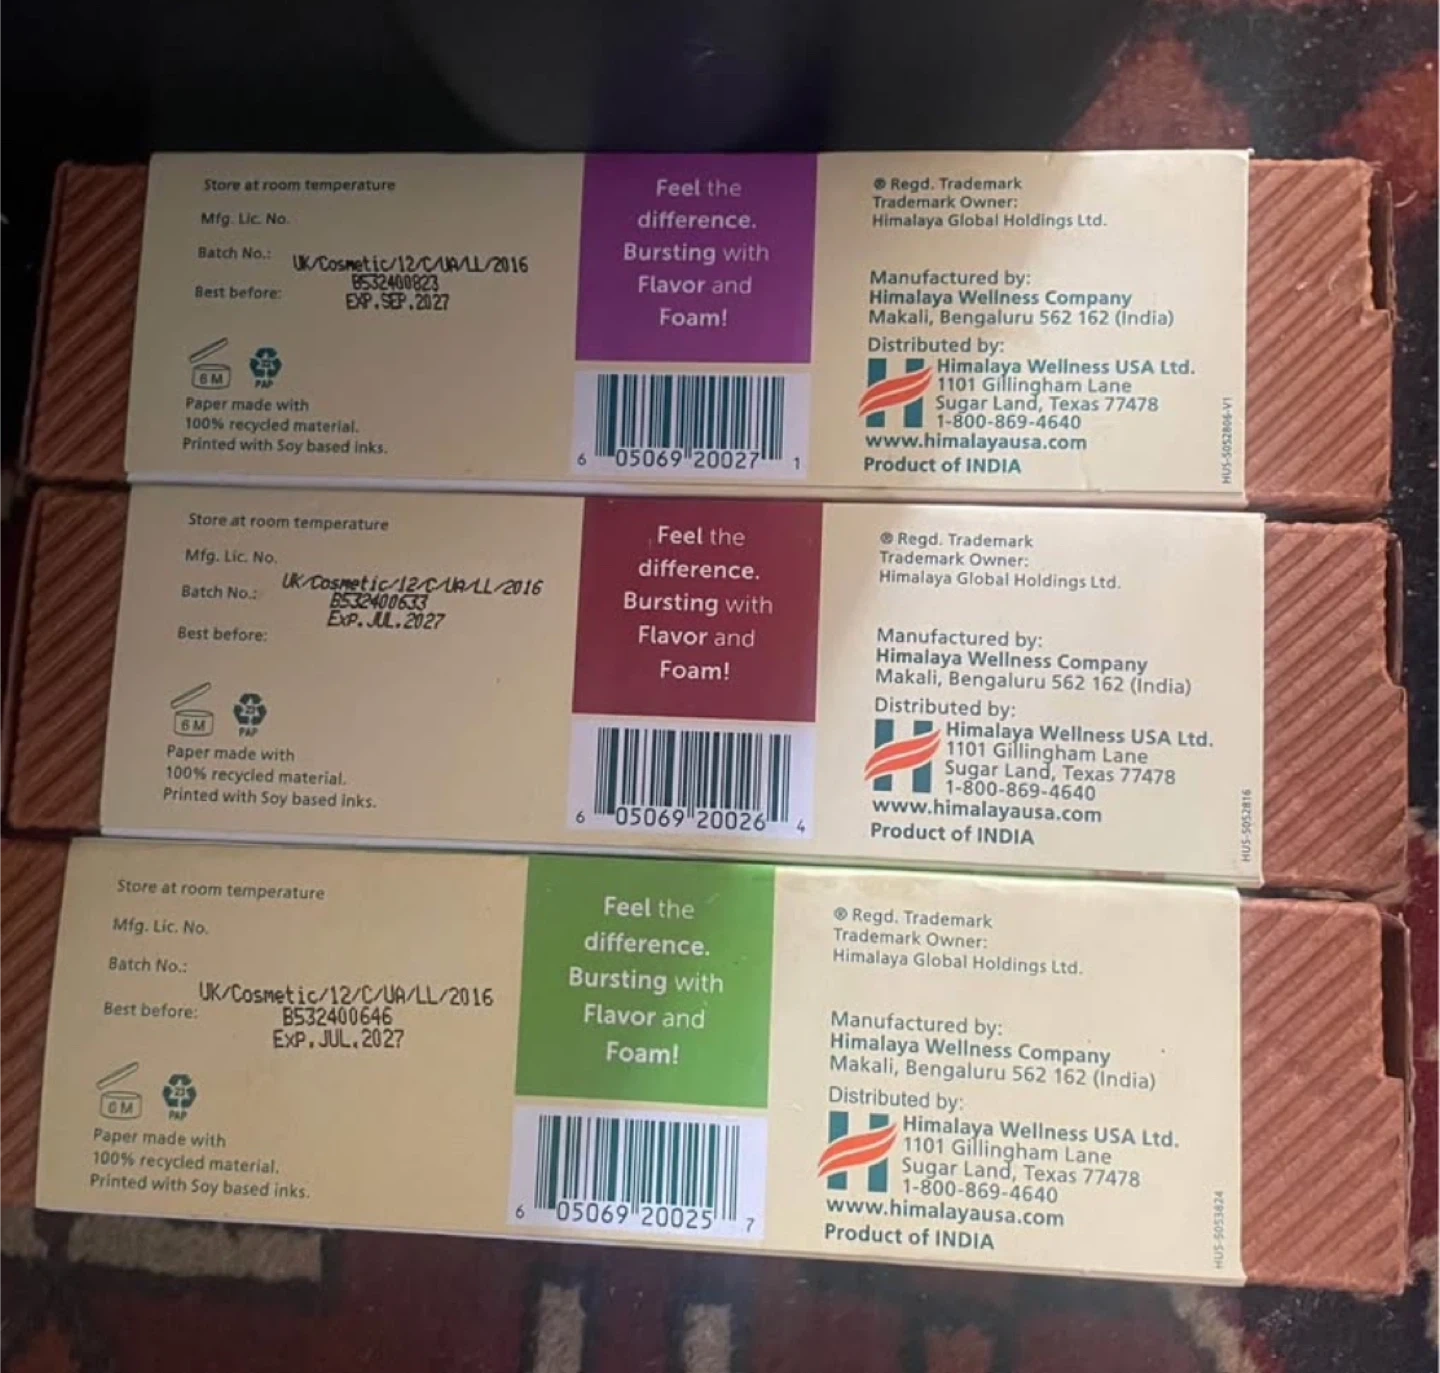 Store at room temperature
Mfg. Lic. No.
Batch No.:
UK/Cosmetic/12/C/UA/LL/2016
B532400823
Best before:
EXP.SEP.2027
6 M
PAP
Paper made with
100% recycled material.
Printed with Soy based inks.
Feel the
difference.
Bursting with
Flavor and
Foam!
6 05069 20027 1
® Regd. Trademark
Trademark Owner:
Himalaya Global Holdings Ltd.
Manufactured by:
Himalaya Wellness Company
Makali, Bengaluru 562 162 (India)
Distributed by:
Himalaya Wellness USA Ltd.
1101 Gillingham Lane
Sugar Land, Texas 77478
1-800-869-4640
www.himalayausa.com
Product of INDIA
HUS-5052806-V1
Store at room temperature
Mfg. Lic. No.
Batch No.:
UK/Cosmetic/12/C/UA/LL/2016
B532400633
ExP.JUL.2027
Best before:
6 M
PAP
Paper made with
100% recycled material.
Printed with Soy based inks.
Feel the
difference.
Bursting with
Flavor and
Foam!
6 05069 20026 4
® Regd. Trademark
Trademark Owner:
Himalaya Global Holdings Ltd.
Manufactured by:
Himalaya Wellness Company
Makali, Bengaluru 562 162 (India)
Distributed by:
Himalaya Wellness USA Ltd.
1101 Gillingham Lane
Sugar Land, Texas 77478
1-800-869-4640
www.himalayausa.com
Product of INDIA
HUS-5052816
Store at room temperature
Mfg. Lic. No.
Batch No.:
UK/Cosmetic/12/C/UA/LL/2016
Best before:
B532400646
ExP.JUL.2027
6 M
PAP
Paper made with
100% recycled material.
Printed with Soy based inks.
Feel the
difference.
Bursting with
Flavor and
Foam!
6 05069 20025 7
® Regd. Trademark
Trademark Owner:
Himalaya Global Holdings Ltd.
Manufactured by:
Himalaya Wellness Company
Makali, Bengaluru 562 162 (India)
Distributed by:
Himalaya Wellness USA Ltd.
1101 Gillingham Lane
Sugar Land, Texas 77478
1-800-869-4640
www.himalayausa.com
Product of INDIA
HUS-5053824